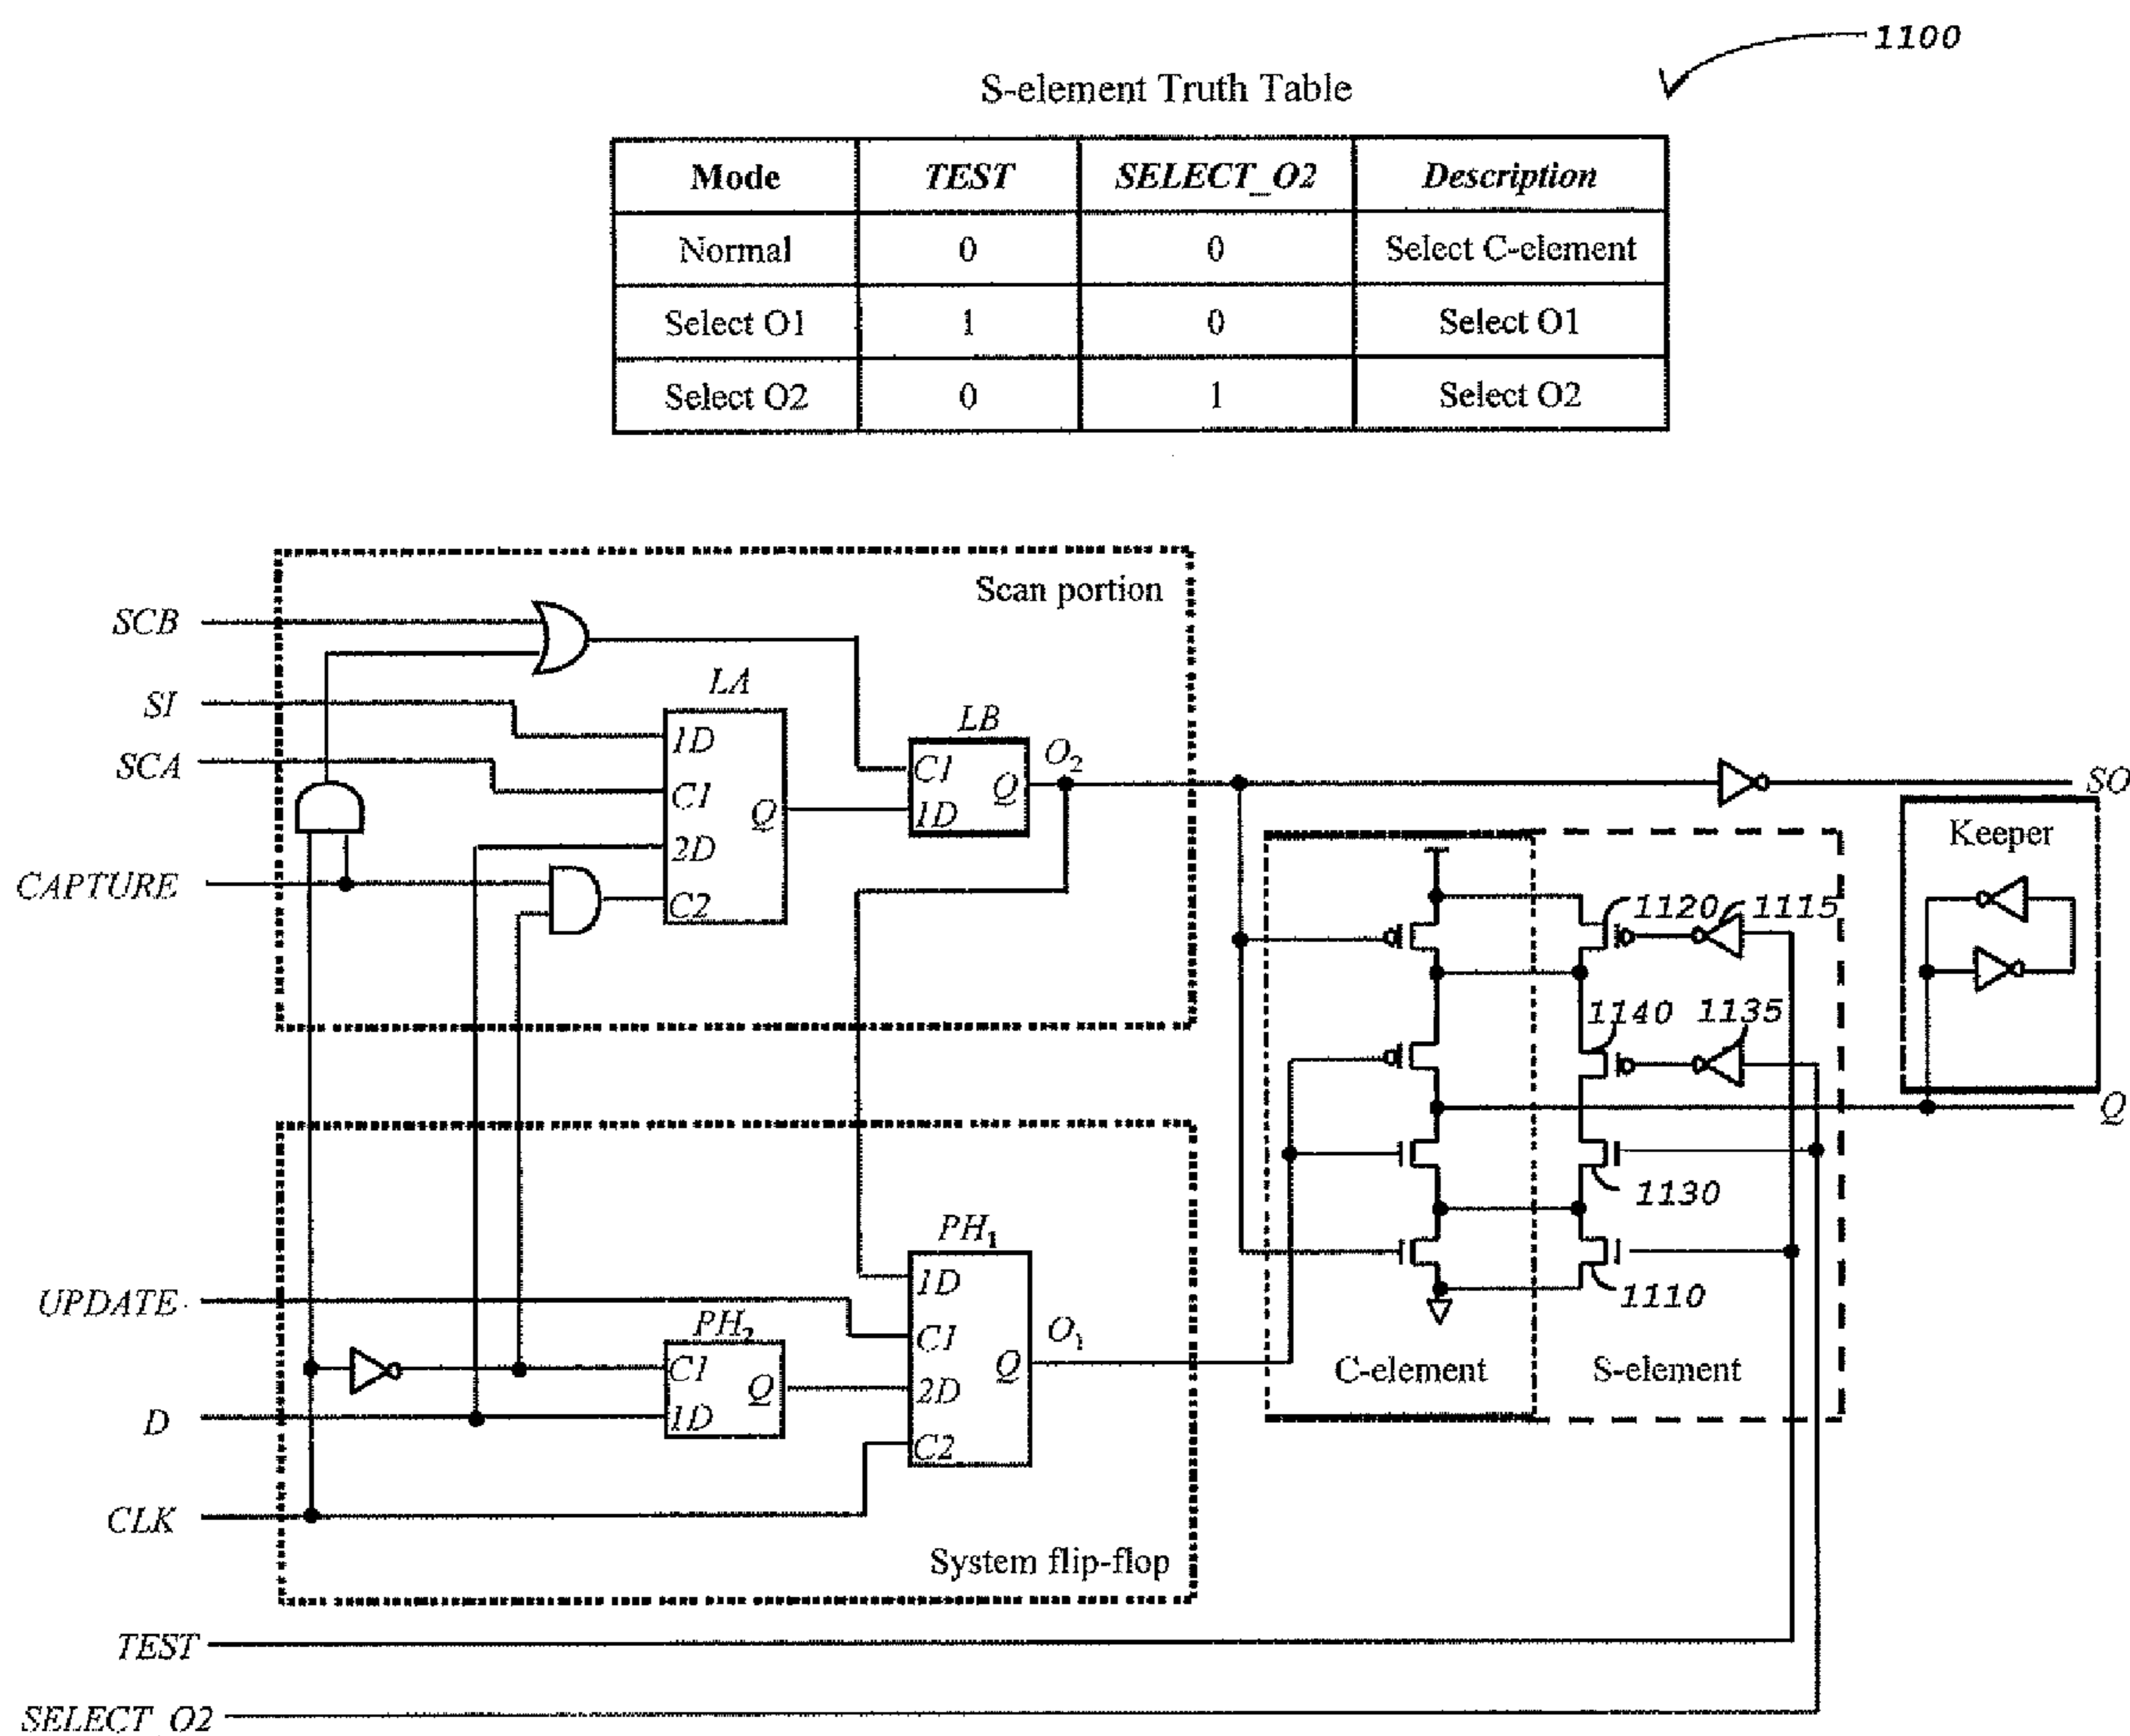 1100
S-element Truth Table
Mode TEST SELECT_O2 Description
Normal 0 0 Select C-element
Select O1 1 0 Select O1
Select O2 0 1 Select O2
Scan portion
SCB
SI
SCA
CAPTURE
LA
1D
C1
2D
C2
Q
LB
C1
1D
Q
O2
SO
Keeper
1120
1115
1140
1135
Q
1130
1110
C-element
S-element
UPDATE
D
CLK
PH2
C1
1D
Q
PH1
1D
C1
2D
C2
Q
O1
System flip-flop
TEST
SELECT_O2